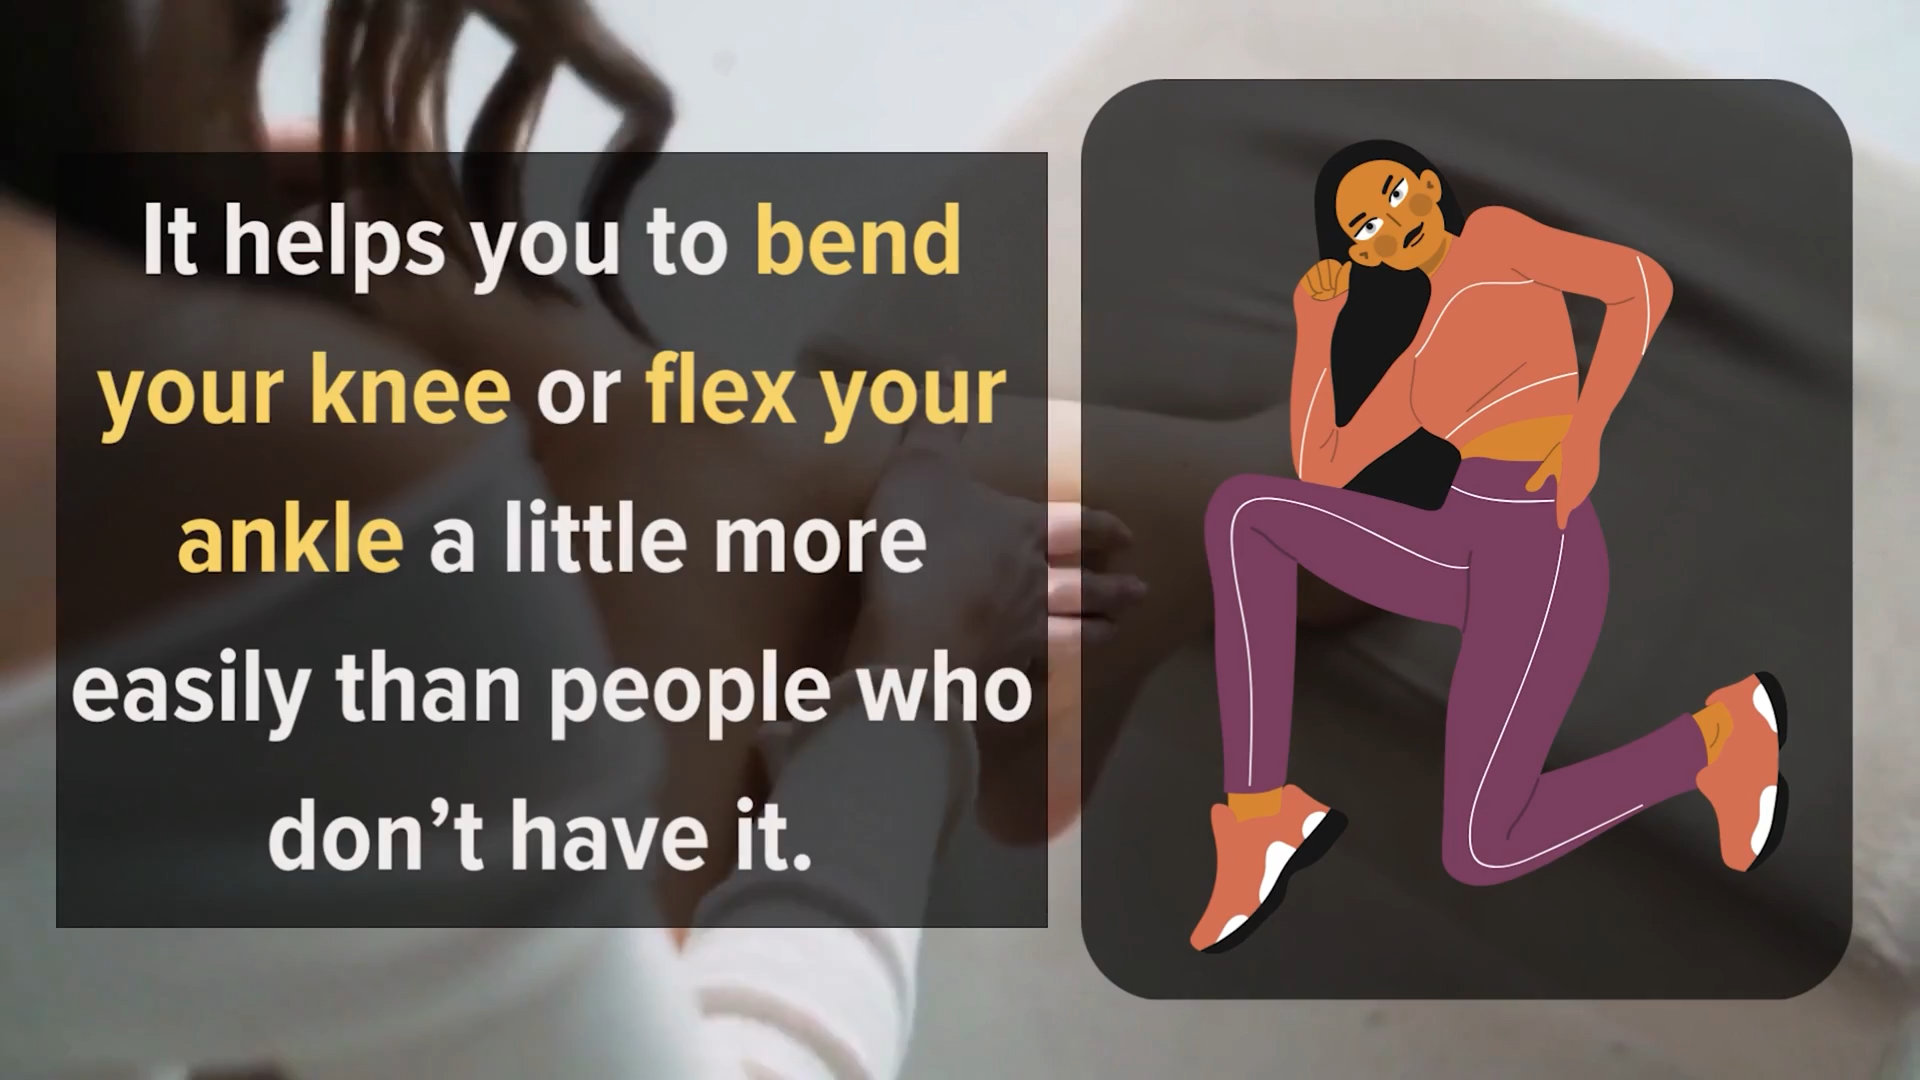 It helps you to bend
your knee or flex your
ankle a little more
easily than people who
don’t have it.